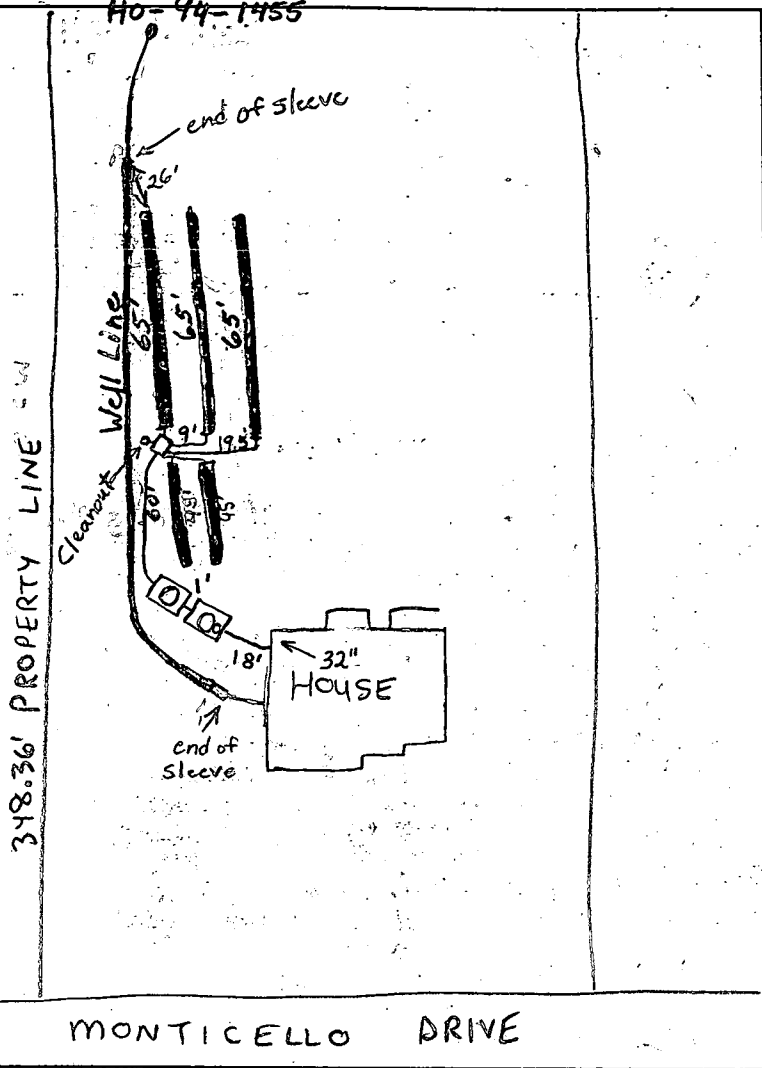 HO-94-1455
end of sleeve
26'
65'
65'
65'
Well Line
348.36' PROPERTY LINE
Cleanout
9'
19.5'
60'
45'
1'
18'
32"
HOUSE
end of
sleeve
MONTICELLO DRIVE